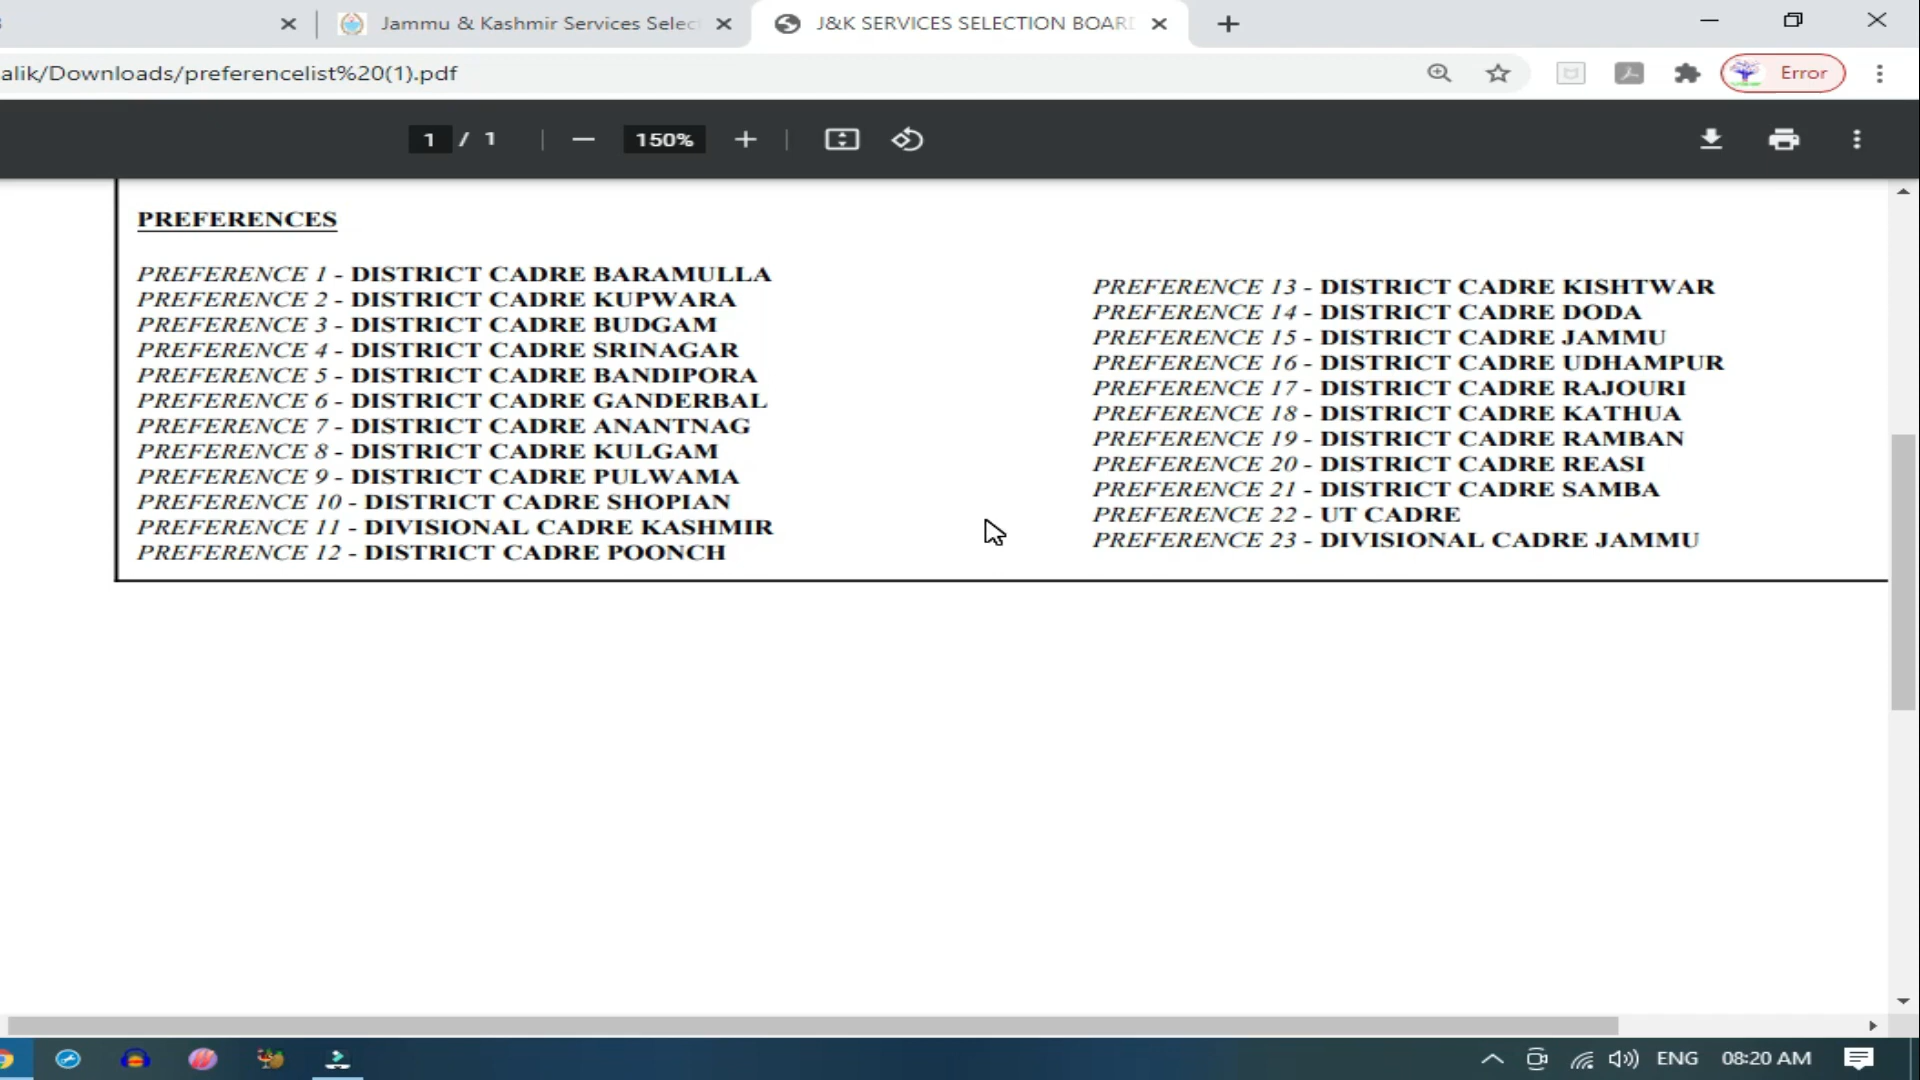 Jammu & Kashmir Services Selec
J&K SERVICES SELECTION BOARD
alik/Downloads/preferencelist%20(1).pdf
Error
1 / 1
150%
PREFERENCES
PREFERENCE 1 - DISTRICT CADRE BARAMULLA
PREFERENCE 2 - DISTRICT CADRE KUPWARA
PREFERENCE 3 - DISTRICT CADRE BUDGAM
PREFERENCE 4 - DISTRICT CADRE SRINAGAR
PREFERENCE 5 - DISTRICT CADRE BANDIPORA
PREFERENCE 6 - DISTRICT CADRE GANDERBAL
PREFERENCE 7 - DISTRICT CADRE ANANTNAG
PREFERENCE 8 - DISTRICT CADRE KULGAM
PREFERENCE 9 - DISTRICT CADRE PULWAMA
PREFERENCE 10 - DISTRICT CADRE SHOPIAN
PREFERENCE 11 - DIVISIONAL CADRE KASHMIR
PREFERENCE 12 - DISTRICT CADRE POONCH
PREFERENCE 13 - DISTRICT CADRE KISHTWAR
PREFERENCE 14 - DISTRICT CADRE DODA
PREFERENCE 15 - DISTRICT CADRE JAMMU
PREFERENCE 16 - DISTRICT CADRE UDHAMPUR
PREFERENCE 17 - DISTRICT CADRE RAJOURI
PREFERENCE 18 - DISTRICT CADRE KATHUA
PREFERENCE 19 - DISTRICT CADRE RAMBAN
PREFERENCE 20 - DISTRICT CADRE REASI
PREFERENCE 21 - DISTRICT CADRE SAMBA
PREFERENCE 22 - UT CADRE
PREFERENCE 23 - DIVISIONAL CADRE JAMMU
ENG
08:20 AM